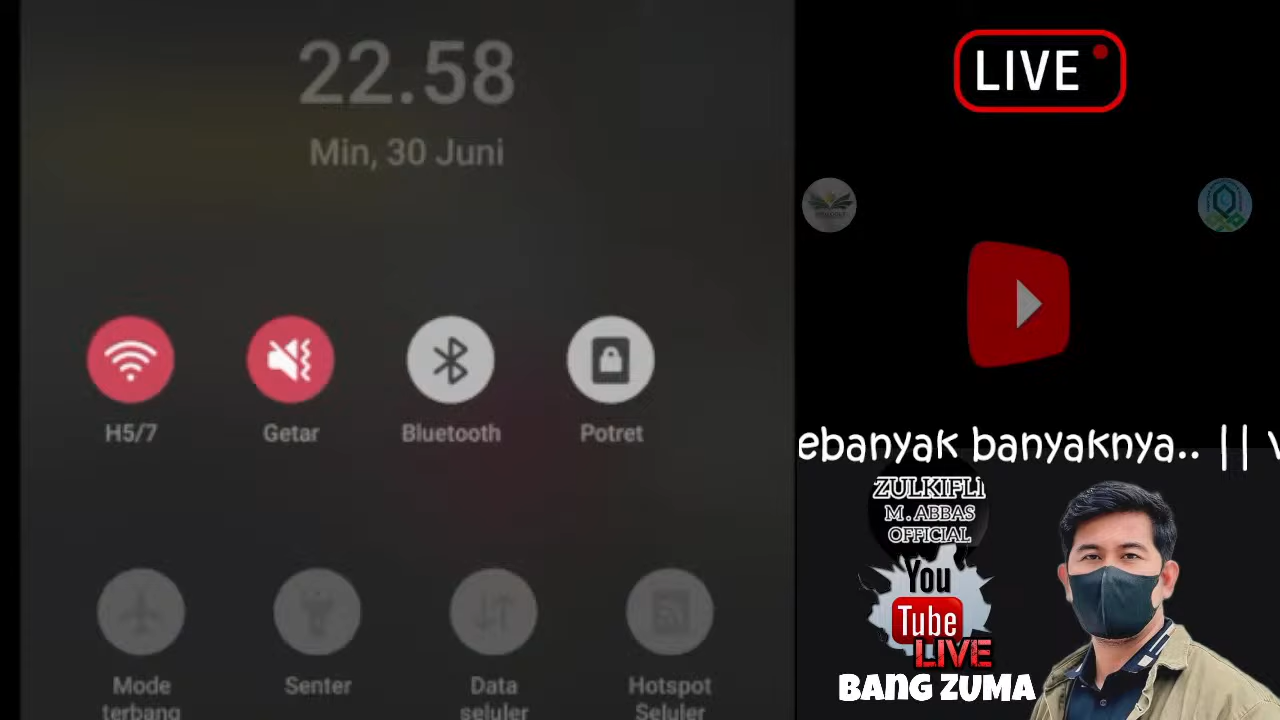 22.58
Min, 30 Juni
H5/7
Getar
Bluetooth
Potret
Mode
terbang
Senter
Data
seluler
Hotspot
Seluler
LIVE
ebanyak banyaknya.. ||
ZULKIFLI
M. ABBAS
OFFICIAL
You
Tube
LIVE
BANG ZUMA